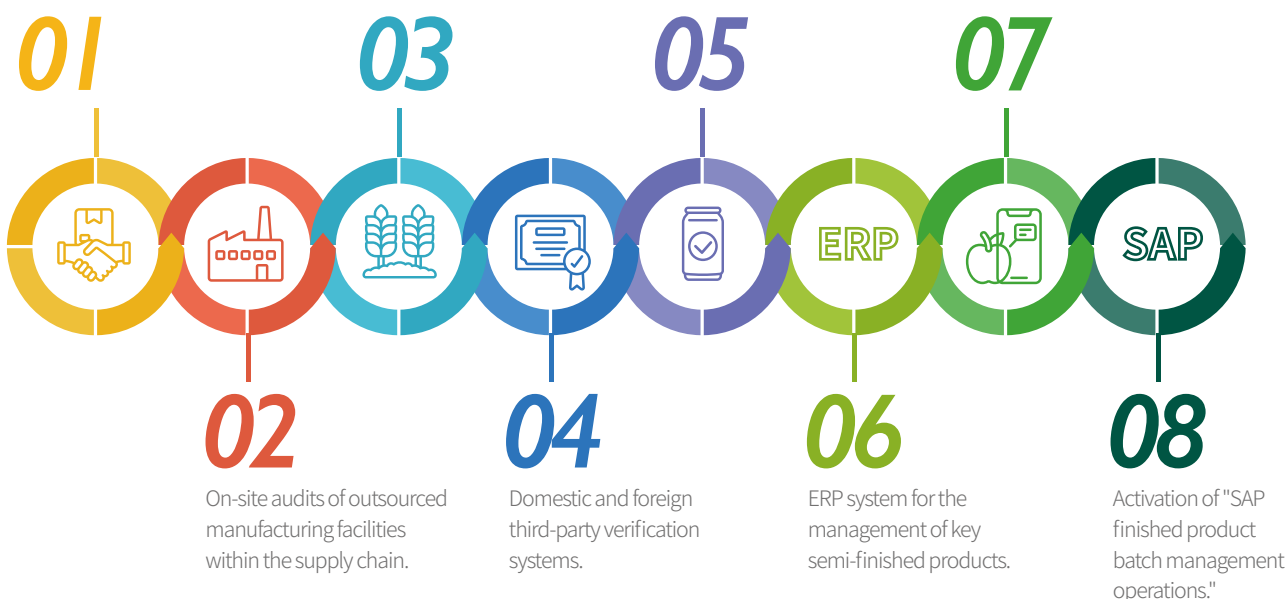 01
03
05
07
ERP
SAP
02
04
06
08
On-site audits of outsourced
manufacturing facilities
within the supply chain.
Domestic and foreign
third-party verification
systems.
ERP system for the
management of key
semi-finished products.
Activation of "SAP
finished product
batch management
operations."